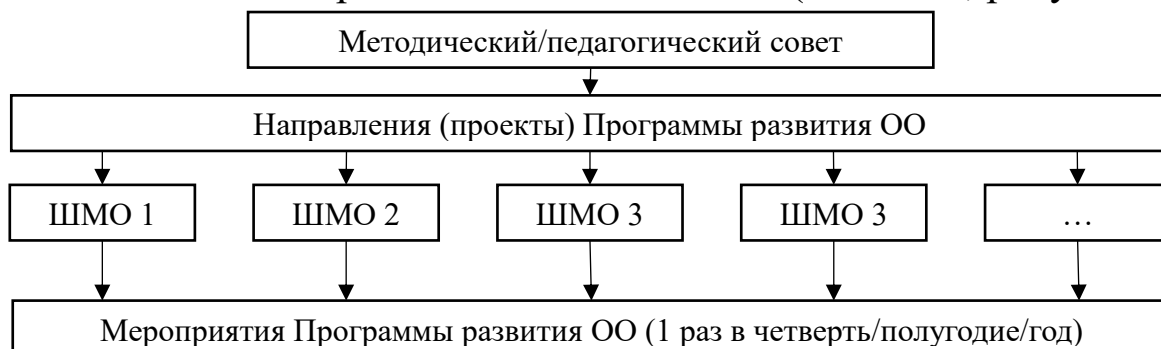 Методический/педагогический совет
Направления (проекты) Программы развития ОО
ШМО 1 ШМО 2 ШМО 3 ШМО 3 …
Мероприятия Программы развития ОО (1 раз в четверть/полугодие/год)